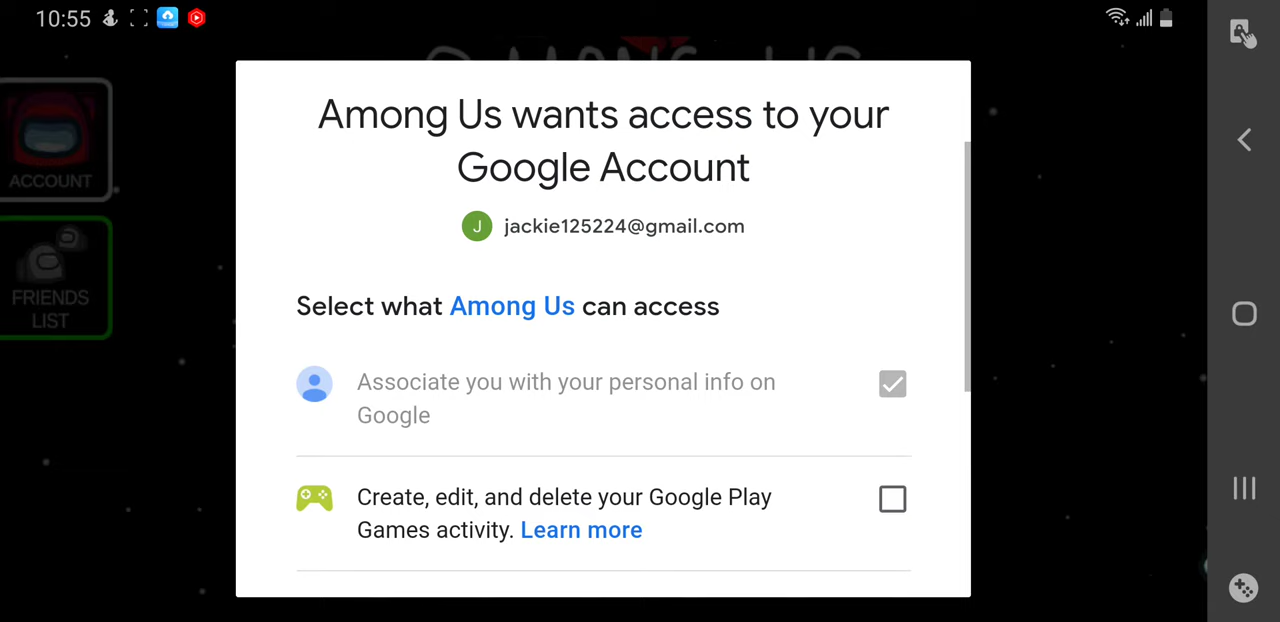 10:55
AMONG US
Among Us wants access to your
Google Account
J jackie125224@gmail.com
ACCOUNT
FRIENDS
LIST
Select what Among Us can access
Associate you with your personal info on
Google
Create, edit, and delete your Google Play
Games activity. Learn more